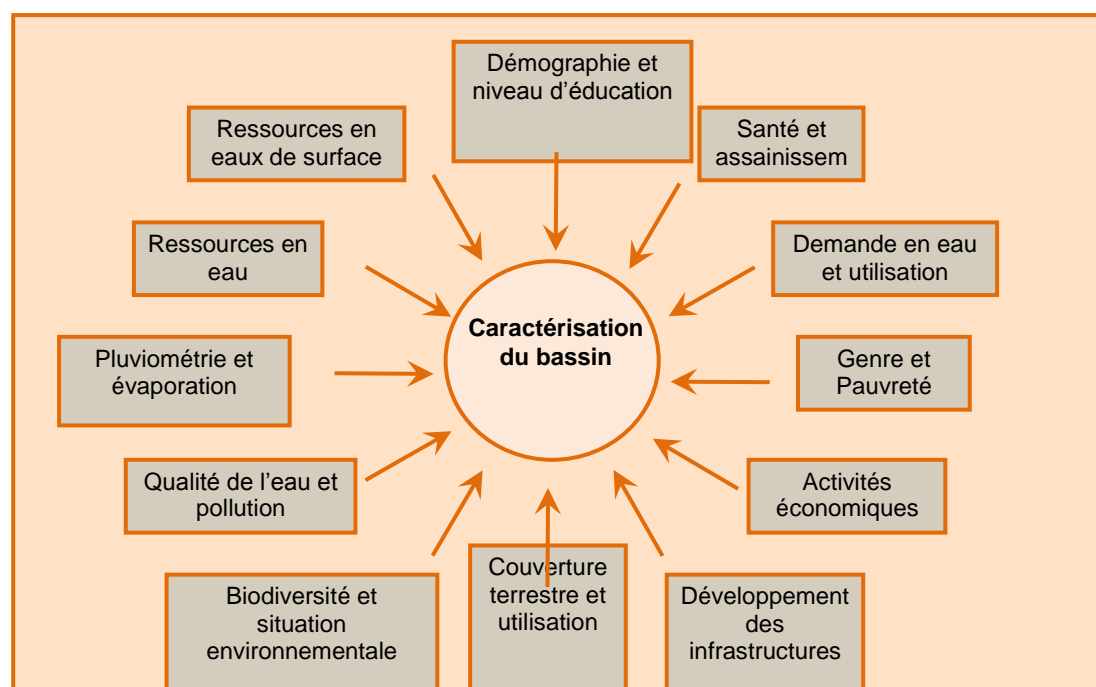 Démographie et
niveau d’éducation
Ressources en
eaux de surface
Santé et
assainissem
Ressources en
eau
Demande en eau
et utilisation
Caractérisation
du bassin
Pluviométrie et
évaporation
Genre et
Pauvreté
Qualité de l’eau et
pollution
Activités
économiques
Biodiversité et
situation
environnementale
Couverture
terrestre et
utilisation
Développement
des
infrastructures